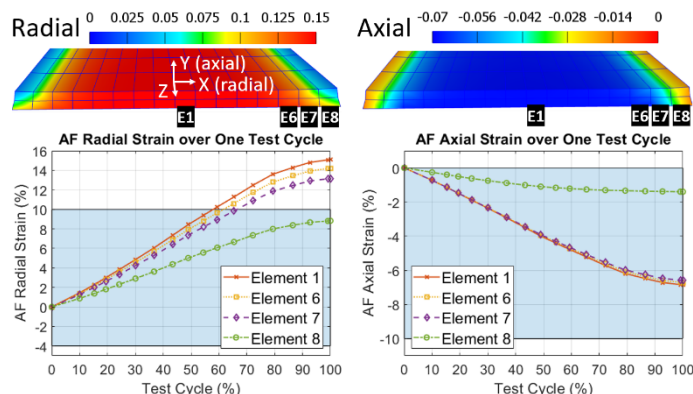 Radial
0 0.025 0.05 0.075 0.1 0.125 0.15
Y (axial)
X (radial)
Z
E1 E6 E7 E8
AF Radial Strain over One Test Cycle
AF Radial Strain (%)
16
14
12
10
8
6
4
2
0
-2
-4
Element 1
Element 6
Element 7
Element 8
0 10 20 30 40 50 60 70 80 90 100
Test Cycle (%)
Axial
-0.07 -0.056 -0.042 -0.028 -0.014 0
E1 E6 E7 E8
AF Axial Strain over One Test Cycle
AF Axial Strain (%)
0
-2
-4
-6
-8
-10
Element 1
Element 6
Element 7
Element 8
0 10 20 30 40 50 60 70 80 90 100
Test Cycle (%)